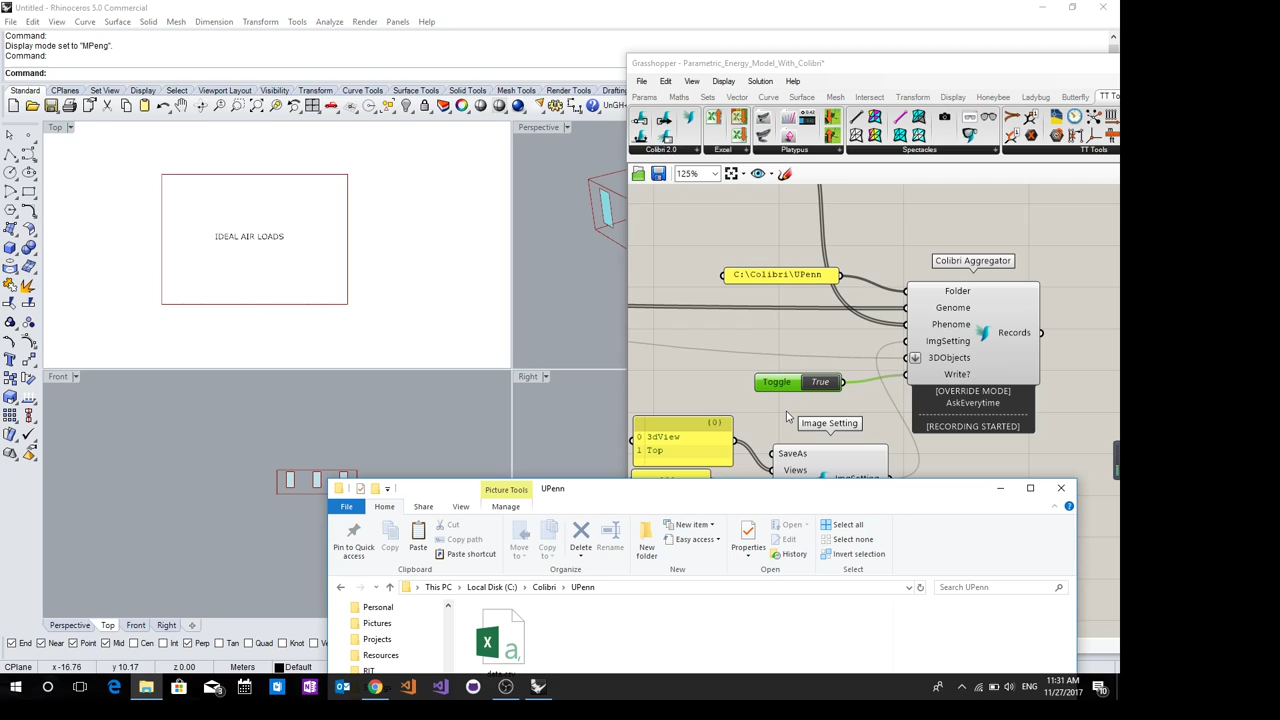 Untitled - Rhinoceros 5.0 Commercial
File Edit View Curve Surface Solid Mesh Dimension Transform Tools Analyze Render Panels Help
Command:
Display mode set to "MPeng".
Command:
Command:
Standard CPlanes Set View Display Select Viewport Layout Visibility Transform Curve Tools Surface Tools Solid Tools Mesh Tools Render Tools Drafting
UnGH
Top
Perspective
IDEAL AIR LOADS
Front
Right
Grasshopper - Parametric_Energy_Model_With_Colibri*
File Edit View Display Solution Help
Params Maths Sets Vector Curve Surface Mesh Intersect Transform Display Honeybee Ladybug Butterfly TT
Colibri 2.0 Excel Platypus Spectacles TT Tools
125%
C:\Colibri\UPenn
Colibri Aggregator
Folder
Genome
Phenome
ImgSetting
3DObjects
Write?
Records
Toggle True
[OVERRIDE MODE]
AskEverytime
[RECORDING STARTED]
Image Setting
{0}
0 3dView
1 Top
SaveAs
Views
ImgSetting
Picture Tools UPenn
File Home Share View Manage
Pin to Quick access
Copy
Paste
Cut
Copy path
Paste shortcut
Clipboard
Move to
Copy to
Delete
Rename
Organize
New folder
New item
Easy access
New
Properties
Open
Edit
History
Open
Select all
Select none
Invert selection
Select
This PC > Local Disk (C:) > Colibri > UPenn
Search UPenn
Personal
Pictures
Projects
Resources
RIT
data.csv
Perspective Top Front Right
End Near Point Mid Cen Int Perp Tan Quad Knot
CPlane x -16.76 y 10.17 z 0.00 Meters Default
ENG
11:31 AM
11/27/2017
10